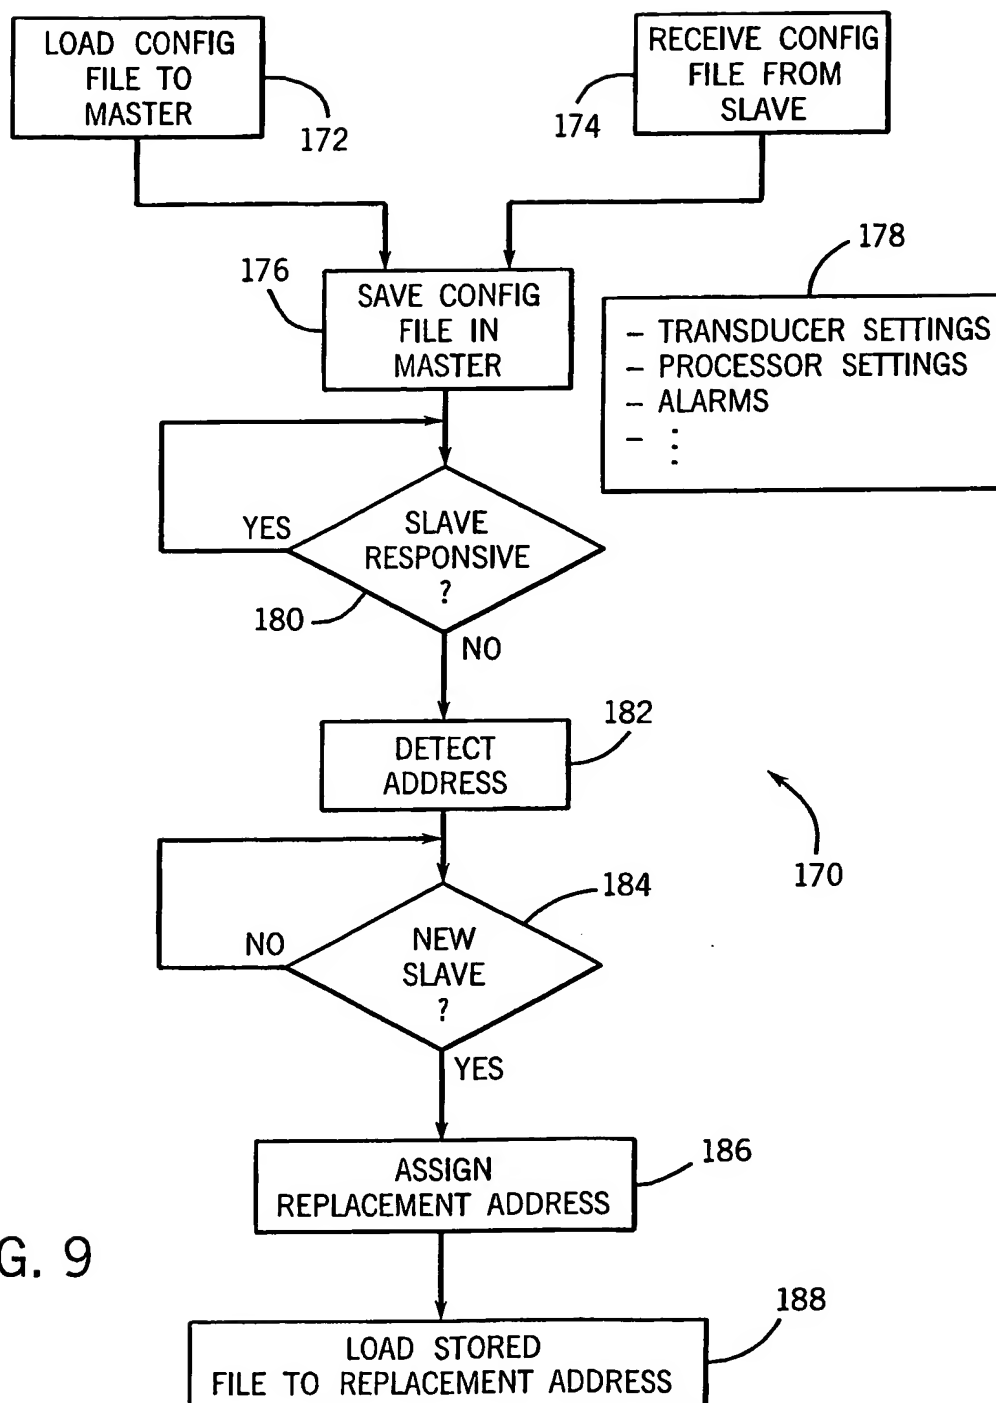 LOAD CONFIG
FILE TO
MASTER
172
RECEIVE CONFIG
FILE FROM
SLAVE
174
176
SAVE CONFIG
FILE IN
MASTER
178
– TRANSDUCER SETTINGS
– PROCESSOR SETTINGS
– ALARMS
– ⋮
YES
SLAVE
RESPONSIVE
?
180
NO
182
DETECT
ADDRESS
170
184
NO
NEW
SLAVE
?
YES
186
ASSIGN
REPLACEMENT ADDRESS
G. 9
188
LOAD STORED
FILE TO REPLACEMENT ADDRESS